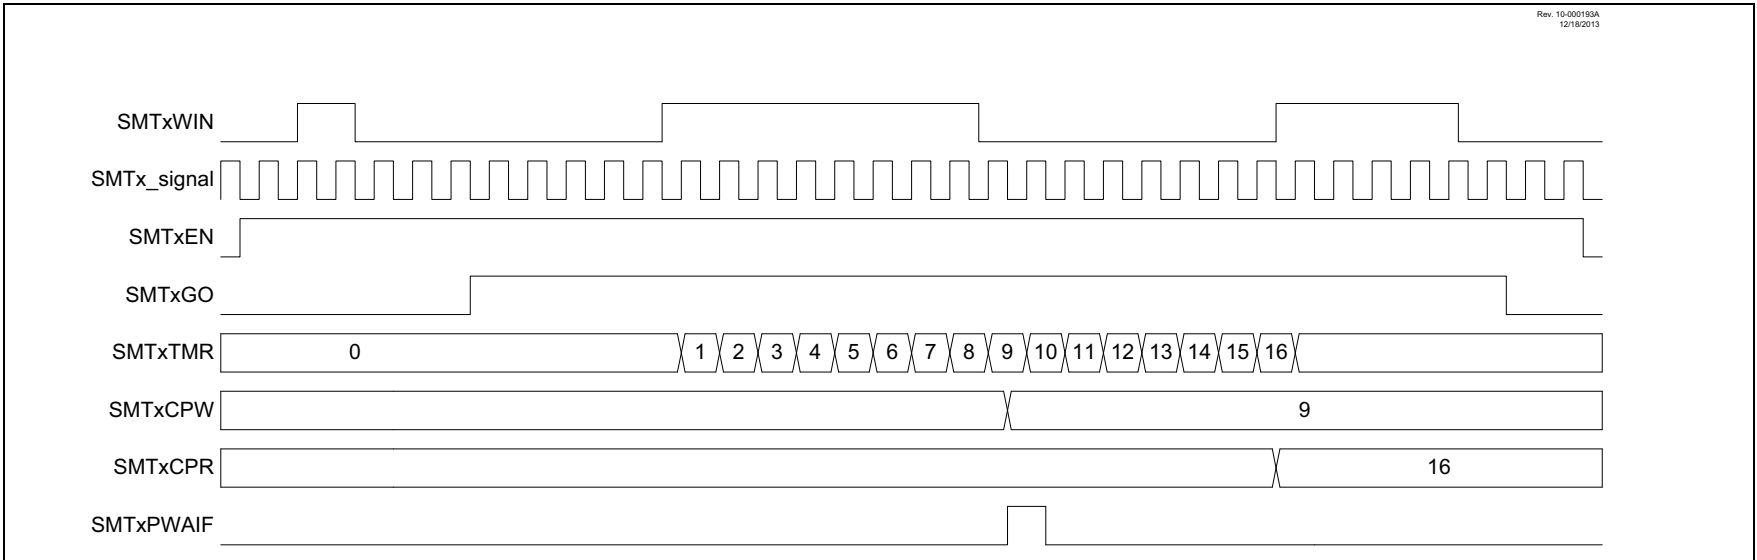 Rev. 10-000193A
12/18/2013
SMTxWIN
SMTx_signal
SMTxEN
SMTxGO
SMTxTMR 0 1 2 3 4 5 6 7 8 9 10 11 12 13 14 15 16
SMTxCPW 9
SMTxCPR 16
SMTxPWAIF